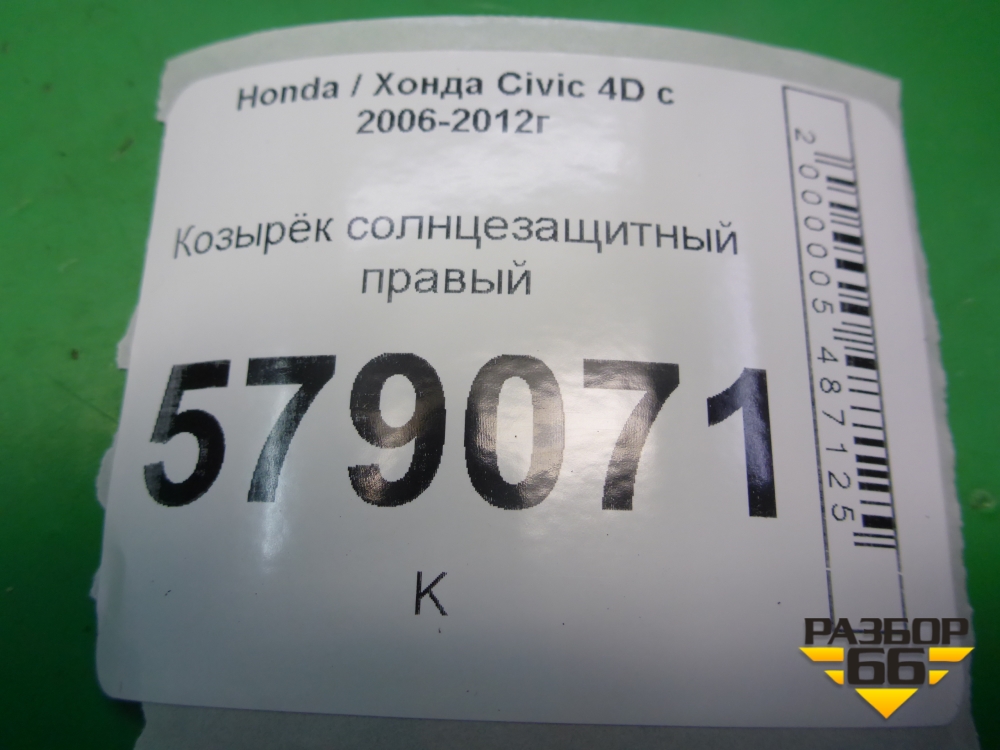 Honda / Хонда Civic 4D с
2006-2012г
Козырёк солнцезащитный
правый
579071
К
2000005487125
РАЗБОР
66